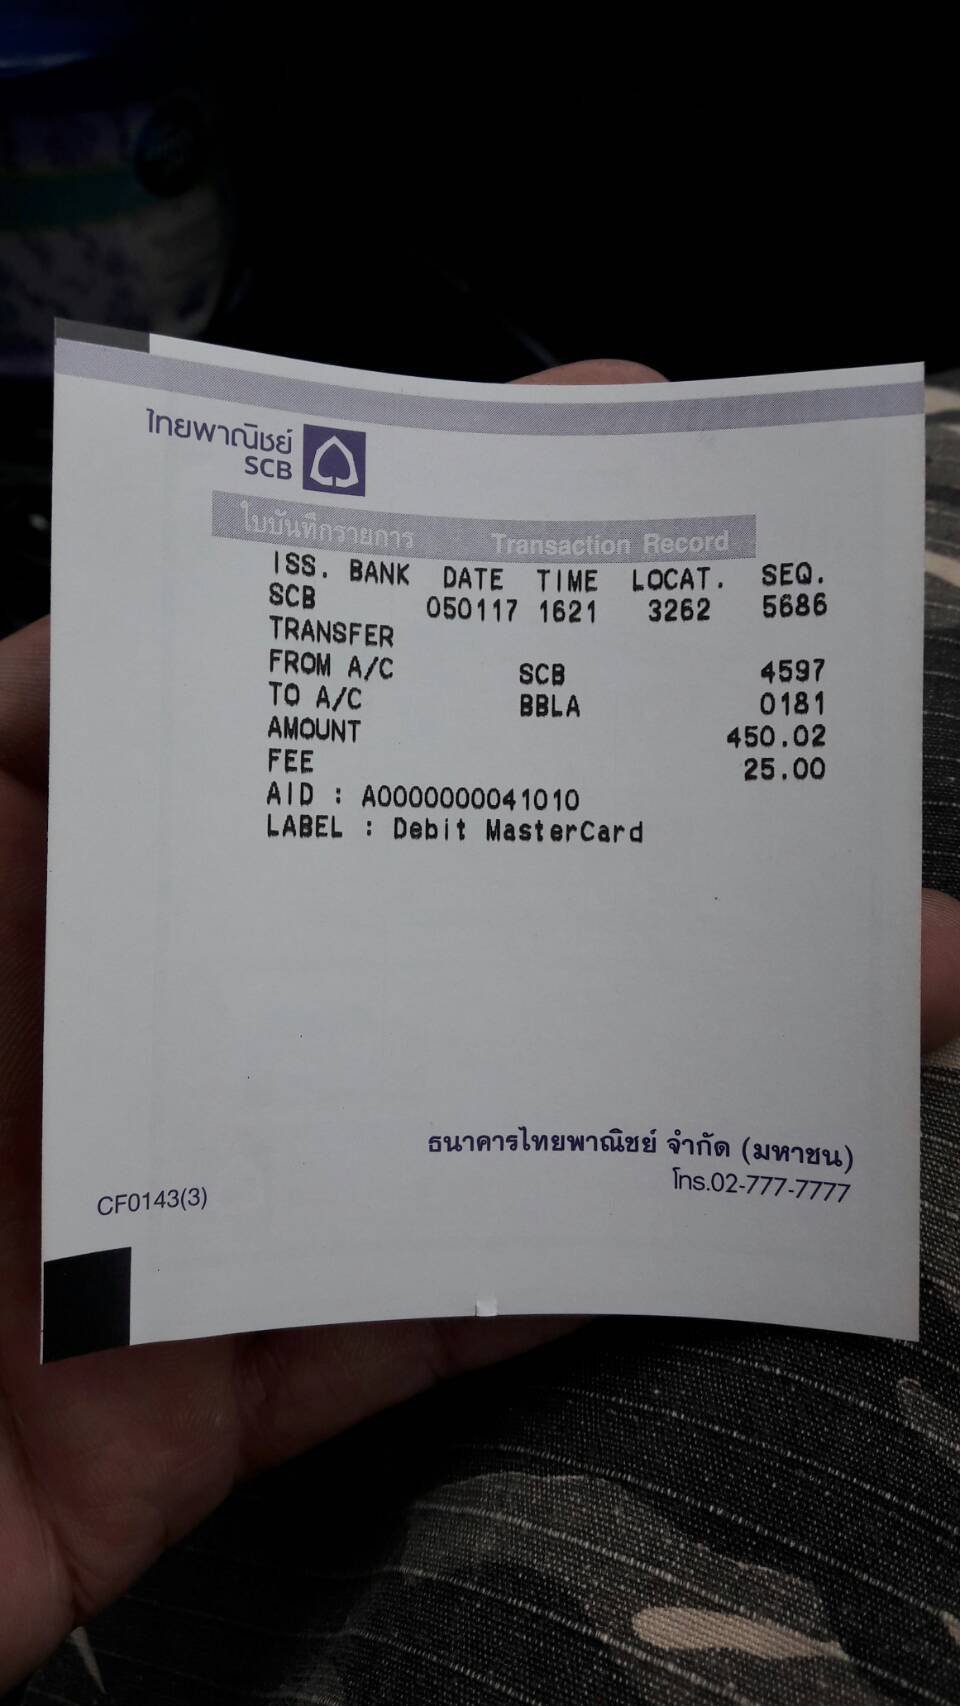 ไทยพาณิชย์
SCB
ใบบันทึกรายการ Transaction Record
ISS. BANK DATE TIME LOCAT. SEQ.
SCB 050117 1621 3262 5686
TRANSFER
FROM A/C SCB 4597
TO A/C BBLA 0181
AMOUNT 450.02
FEE 25.00
AID : A0000000041010
LABEL : Debit MasterCard
ธนาคารไทยพาณิชย์ จำกัด (มหาชน)
โทร.02-777-7777
CF0143(3)